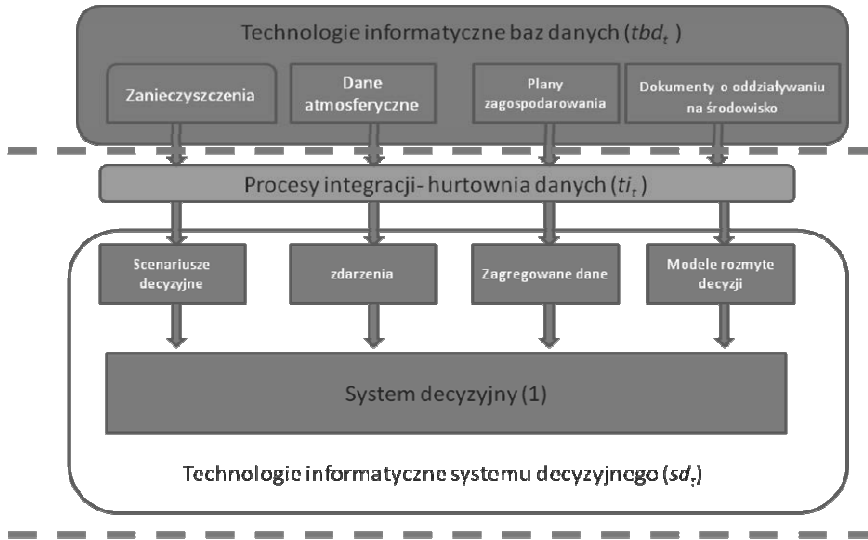 Technologie informatyczne baz danych (tbdτ)
Zanieczyszczenia
Dane
atmosferyczne
Plany
zagospodarowania
Dokumenty o oddziaływaniu
na środowisko
Procesy integracji- hurtownia danych (tiτ)
Scenariusze
decyzyjne
zdarzenia
Zagregowane dane
Modele rozmyte
decyzji
System decyzyjny (1)
Technologie informatyczne systemu decyzyjnego (sdτ)